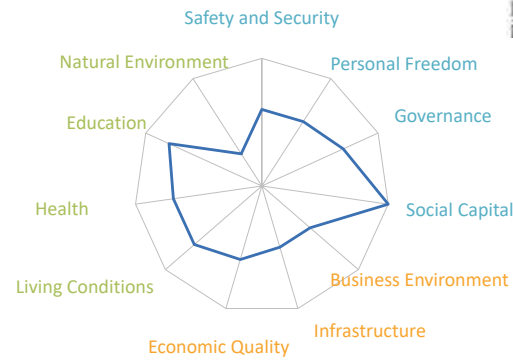 Safety and Security
Natural Environment
Personal Freedom
Education
Governance
Health
Social Capital
Living Conditions
Business Environment
Infrastructure
Economic Quality